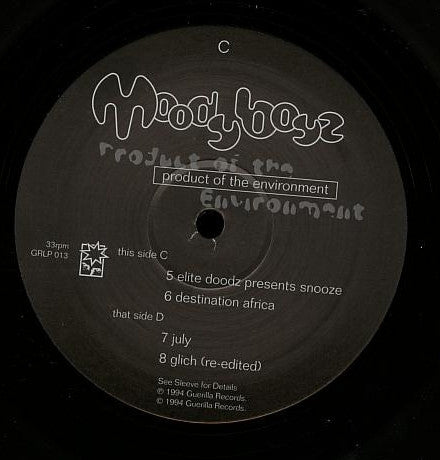 C
Moodyboyz
Product of the
product of the environment
Environment
33rpm
GRLP 013
this side C
5 elite doodz presents snooze
6 destination africa
that side D
7 july
8 glich (re-edited)
See Sleeve for Details
℗ 1994 Guerilla Records.
© 1994 Guerilla Records.